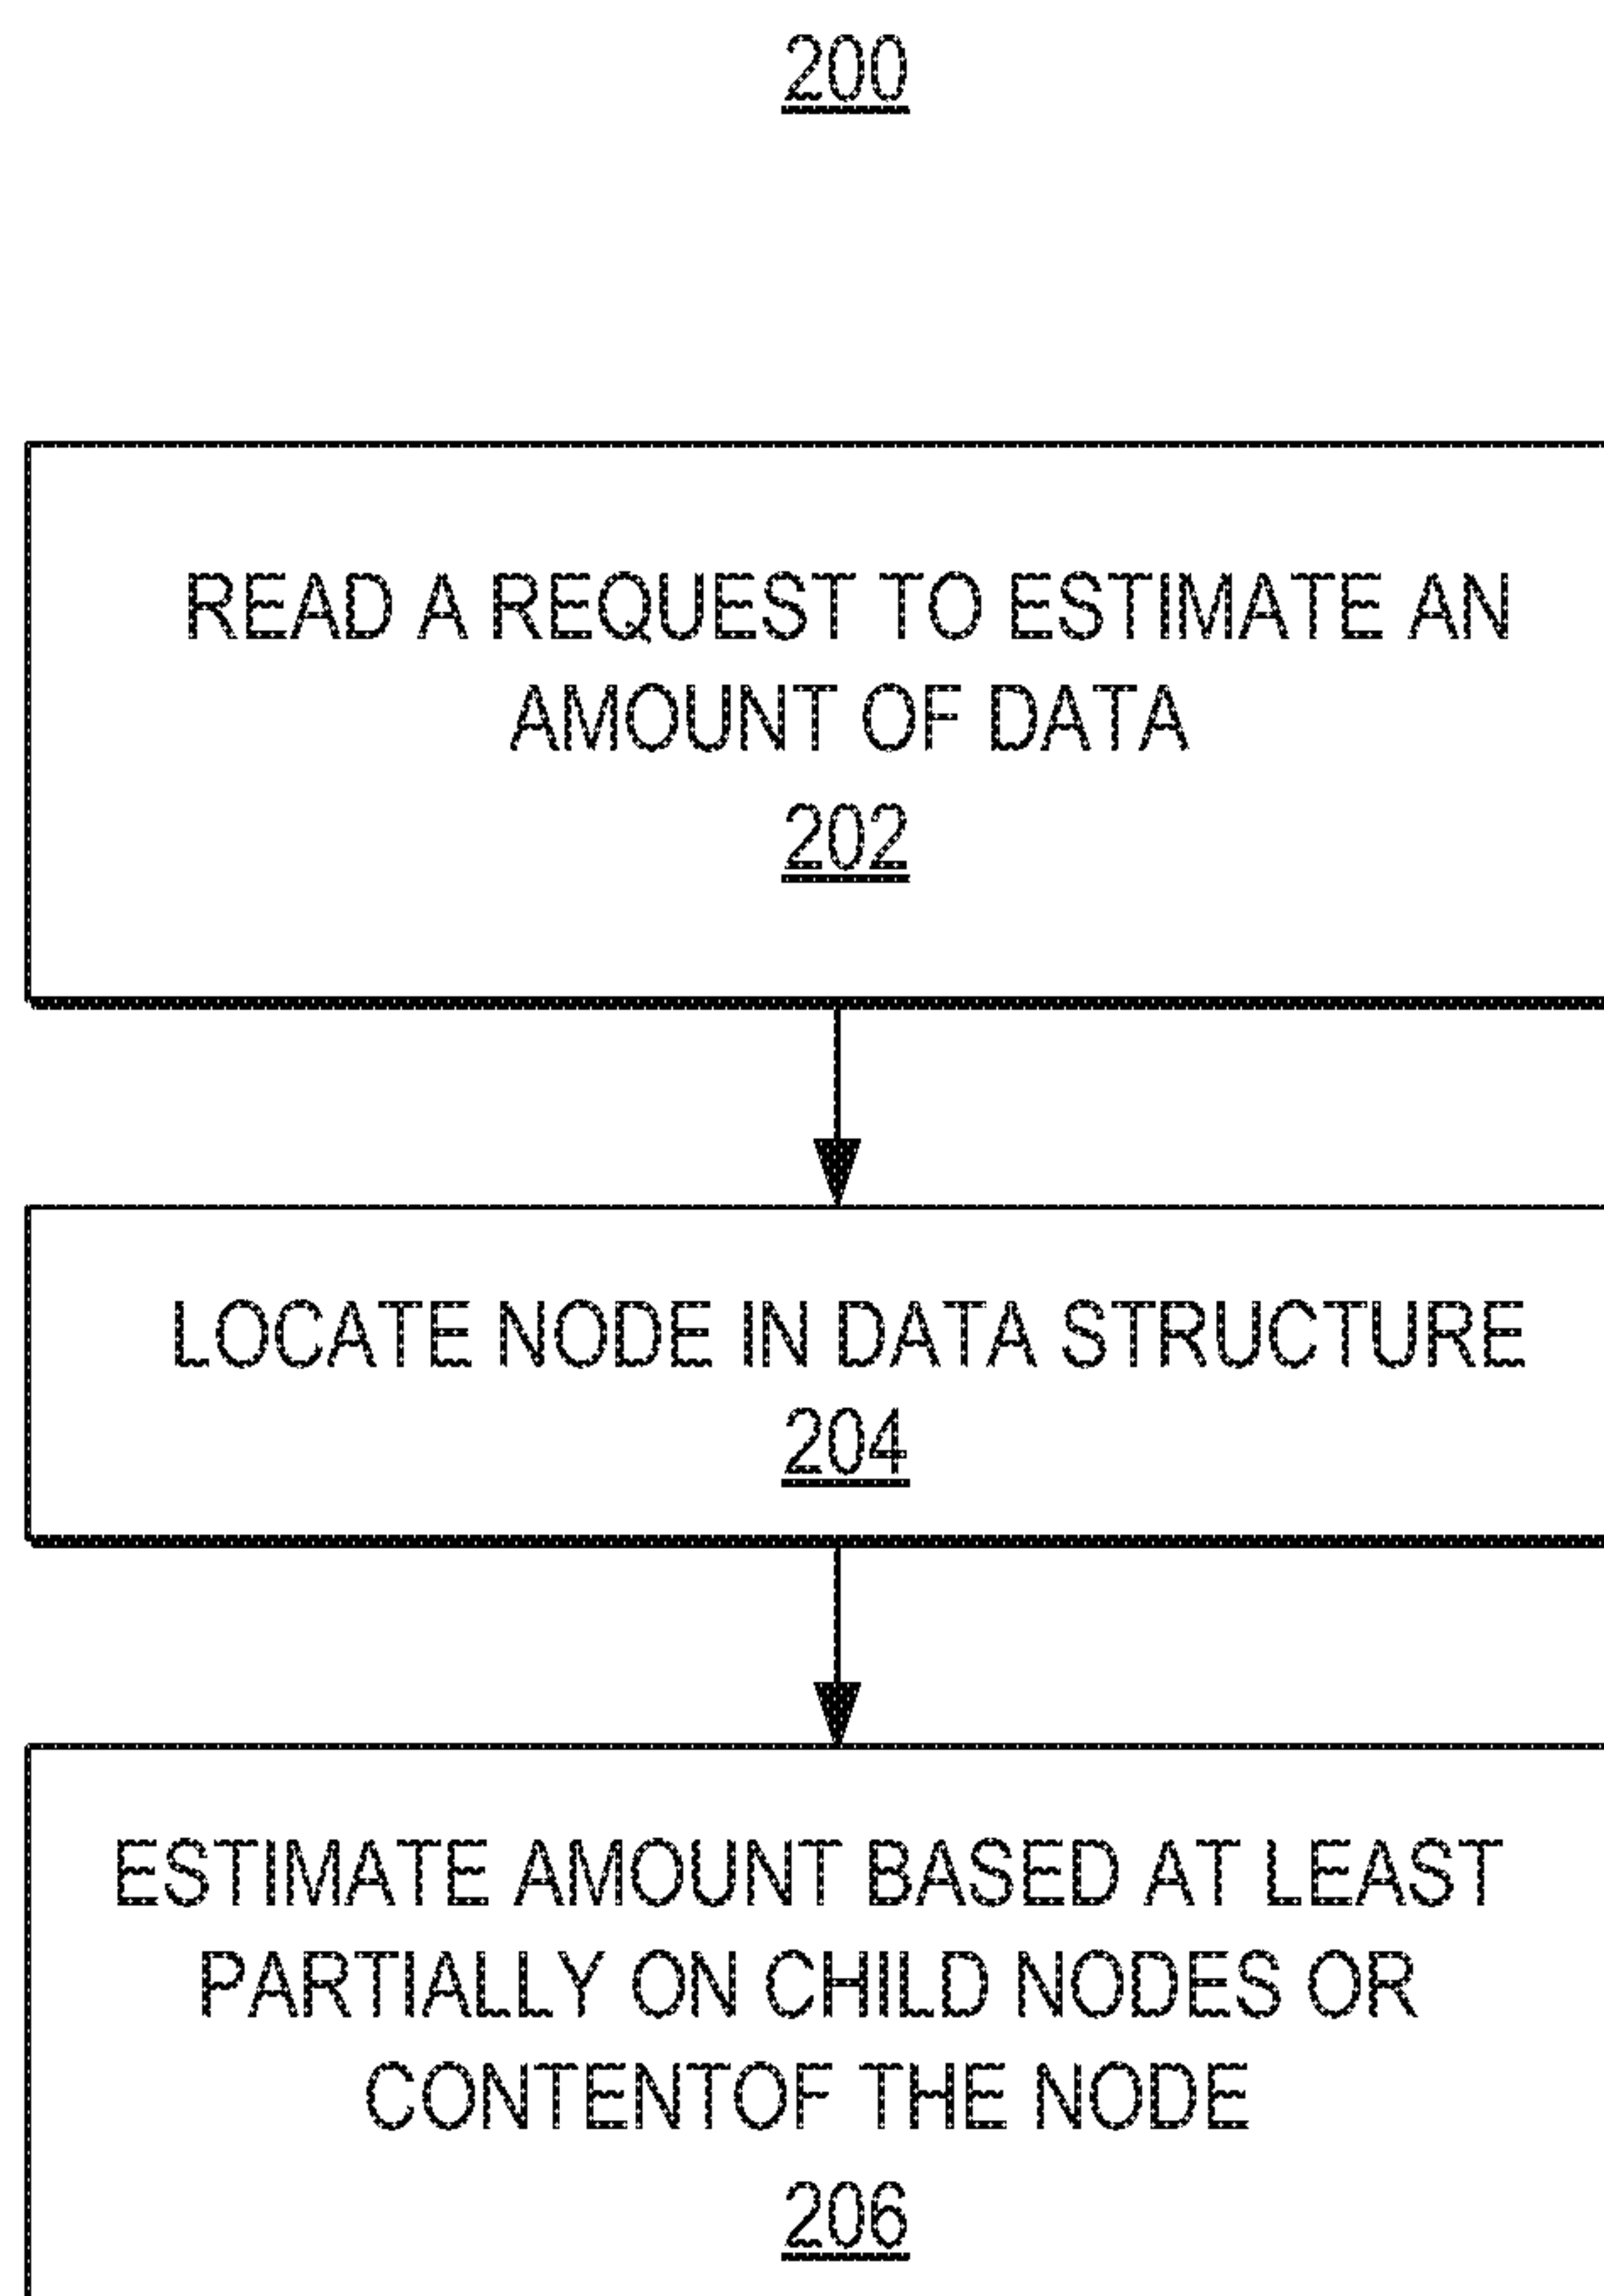 200
READ A REQUEST TO ESTIMATE AN
AMOUNT OF DATA
202
LOCATE NODE IN DATA STRUCTURE
204
ESTIMATE AMOUNT BASED AT LEAST
PARTIALLY ON CHILD NODES OR
CONTENTOF THE NODE
206